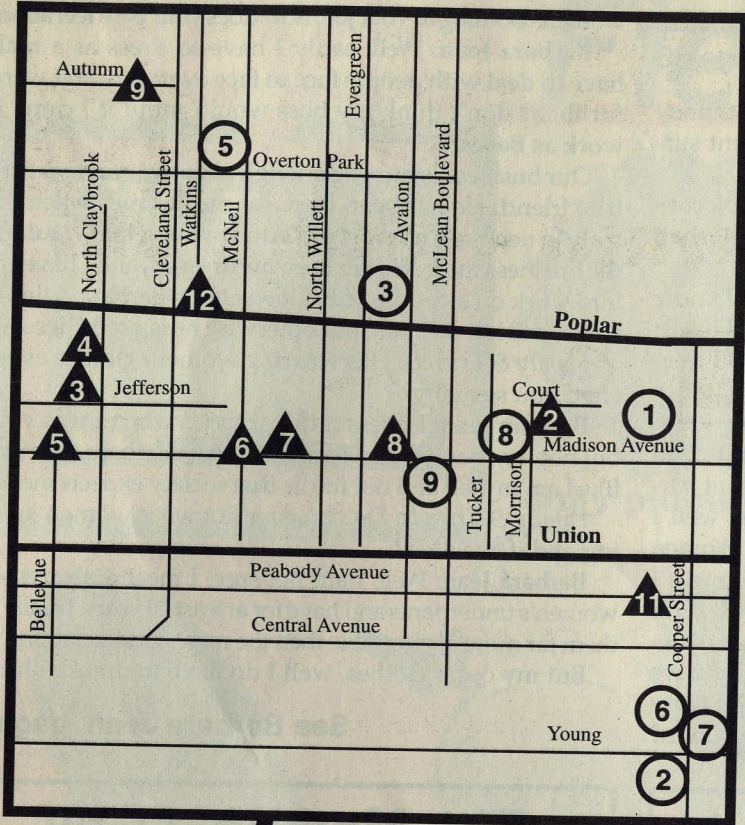 Autunm
9
Evergreen
5
Overton Park
North Claybrook
Cleveland Street
Watkins
McNeil
North Willett
Avalon
McLean Boulevard
12
3
Poplar
4
3
Jefferson
Court
2
1
5
6
7
8
8
Madison Avenue
9
Tucker
Morrison
Union
Bellevue
Peabody Avenue
11
Cooper Street
Central Avenue
6
7
Young
2